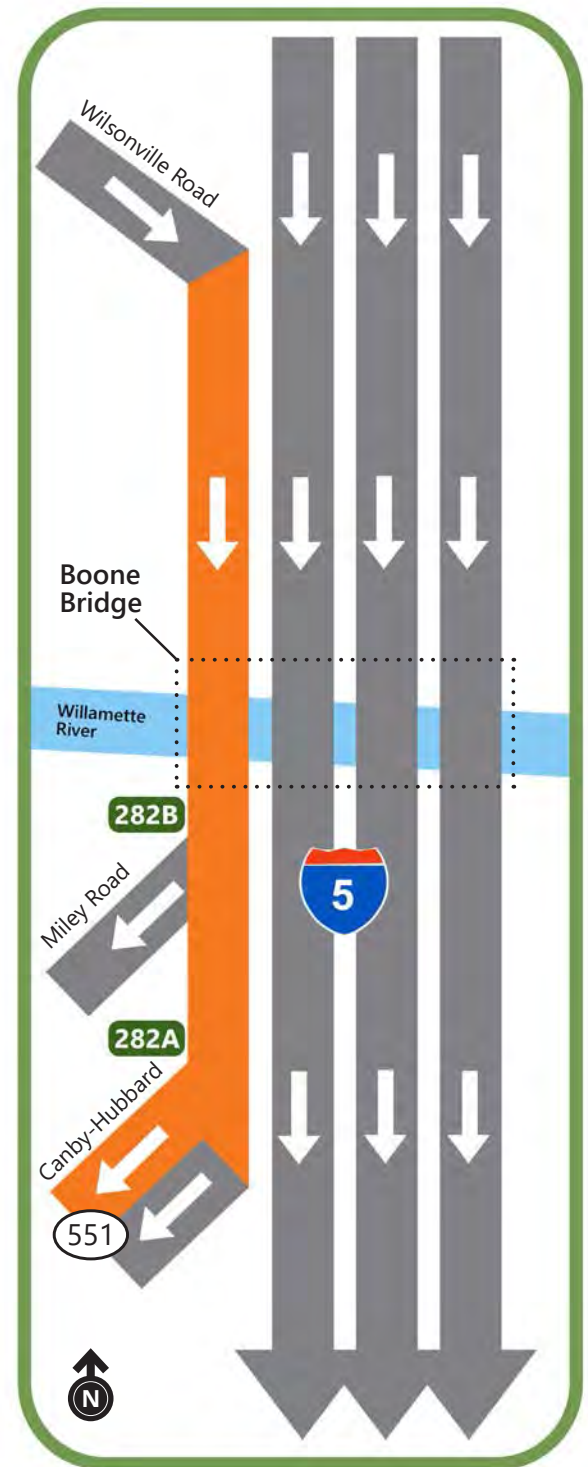 Wilsonville Road
Boone
Bridge
Willamette
River
282B
Miley Road
5
282A
Canby-Hubbard
551
N